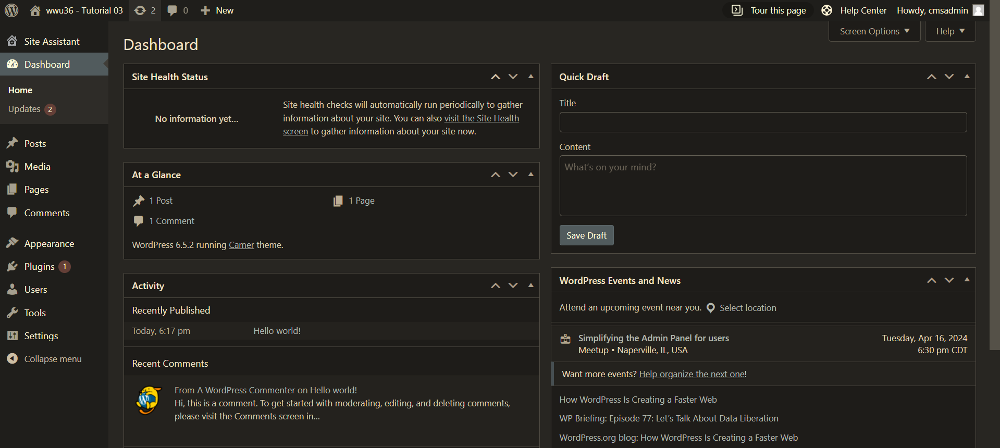 wwu36 - Tutorial 03
2
0
New
Tour this page
Help Center
Howdy, cmsadmin
Site Assistant
Dashboard
Home
Updates 2
Posts
Media
Pages
Comments
Appearance
Plugins 1
Users
Tools
Settings
Collapse menu
Screen Options
Help
Dashboard
Site Health Status
No information yet...
Site health checks will automatically run periodically to gather
information about your site. You can also visit the Site Health
screen to gather information about your site now.
At a Glance
1 Post
1 Page
1 Comment
WordPress 6.5.2 running Camer theme.
Activity
Recently Published
Today, 6:17 pm
Hello world!
Recent Comments
From A WordPress Commenter on Hello world!
Hi, this is a comment. To get started with moderating, editing, and deleting comments,
please visit the Comments screen in...
Quick Draft
Title
Content
What's on your mind?
Save Draft
WordPress Events and News
Attend an upcoming event near you.
Select location
Simplifying the Admin Panel for users
Meetup • Naperville, IL, USA
Tuesday, Apr 16, 2024
6:30 pm CDT
Want more events? Help organize the next one!
How WordPress Is Creating a Faster Web
WP Briefing: Episode 77: Let's Talk About Data Liberation
WordPress.org blog: How WordPress Is Creating a Faster Web